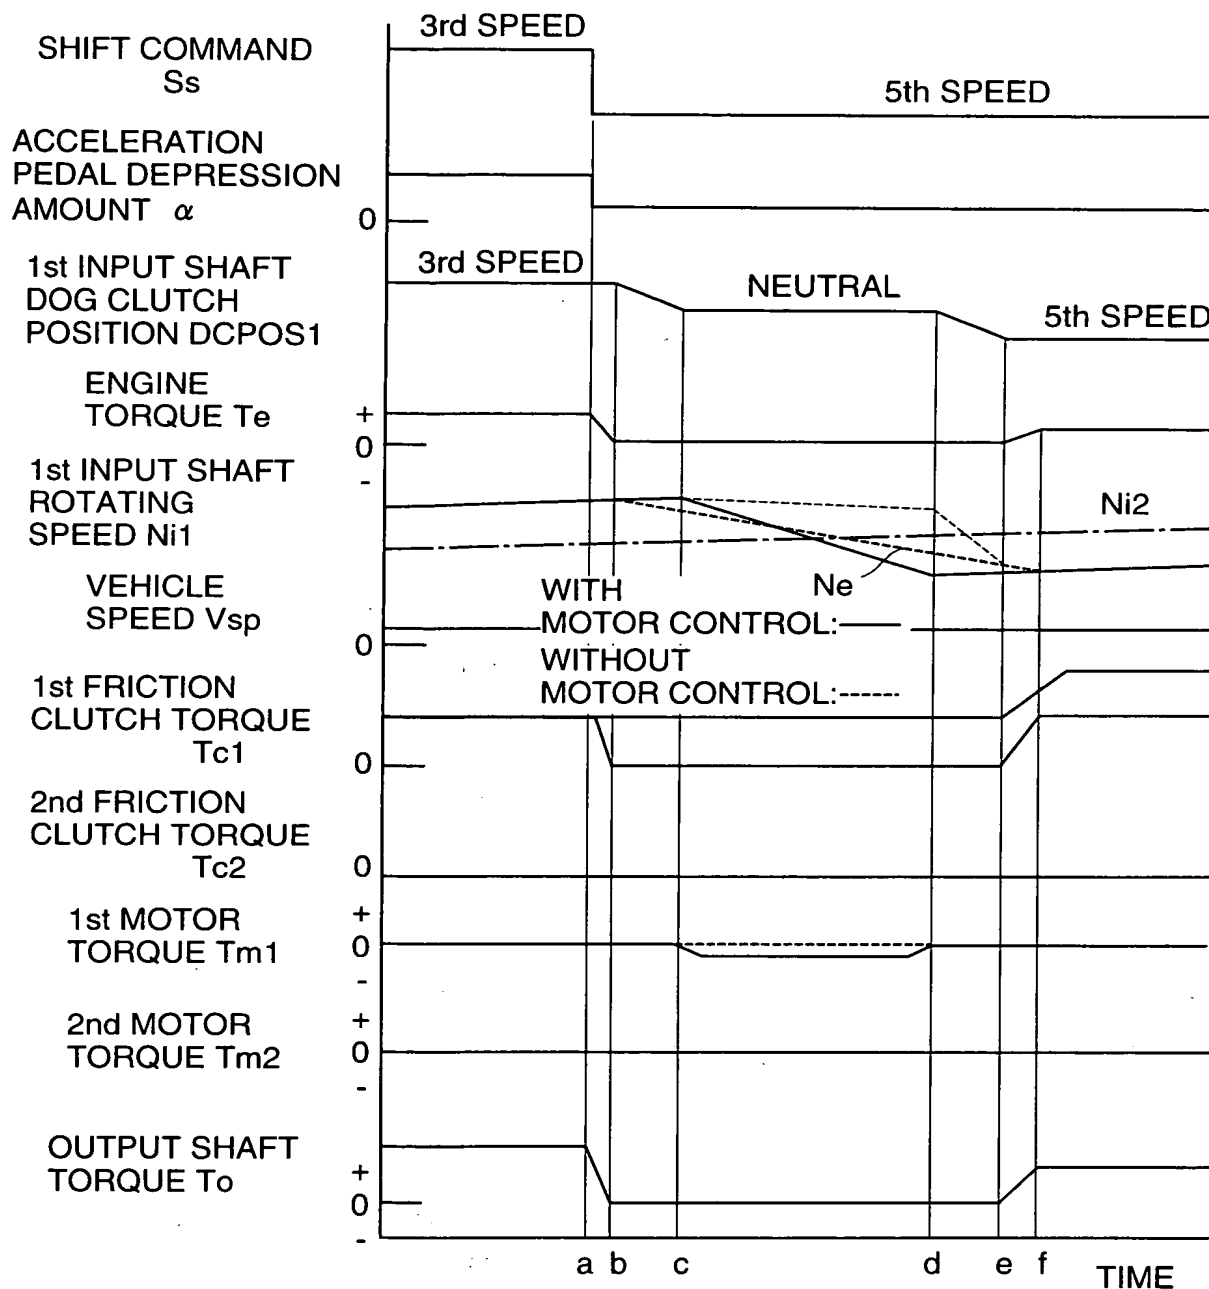 3rd SPEED
SHIFT COMMAND
Ss
5th SPEED
ACCELERATION
PEDAL DEPRESSION
AMOUNT α
0
1st INPUT SHAFT
DOG CLUTCH
POSITION DCPOS1
3rd SPEED
NEUTRAL
5th SPEED
ENGINE
TORQUE Te
+
0
-
1st INPUT SHAFT
ROTATING
SPEED Ni1
Ni2
Ne
VEHICLE
SPEED Vsp
0
WITH
MOTOR CONTROL:
WITHOUT
MOTOR CONTROL:
1st FRICTION
CLUTCH TORQUE
Tc1
0
2nd FRICTION
CLUTCH TORQUE
Tc2
0
1st MOTOR
TORQUE Tm1
+
0
-
2nd MOTOR
TORQUE Tm2
+
0
-
OUTPUT SHAFT
TORQUE To
+
0
-
a b c d e f
TIME